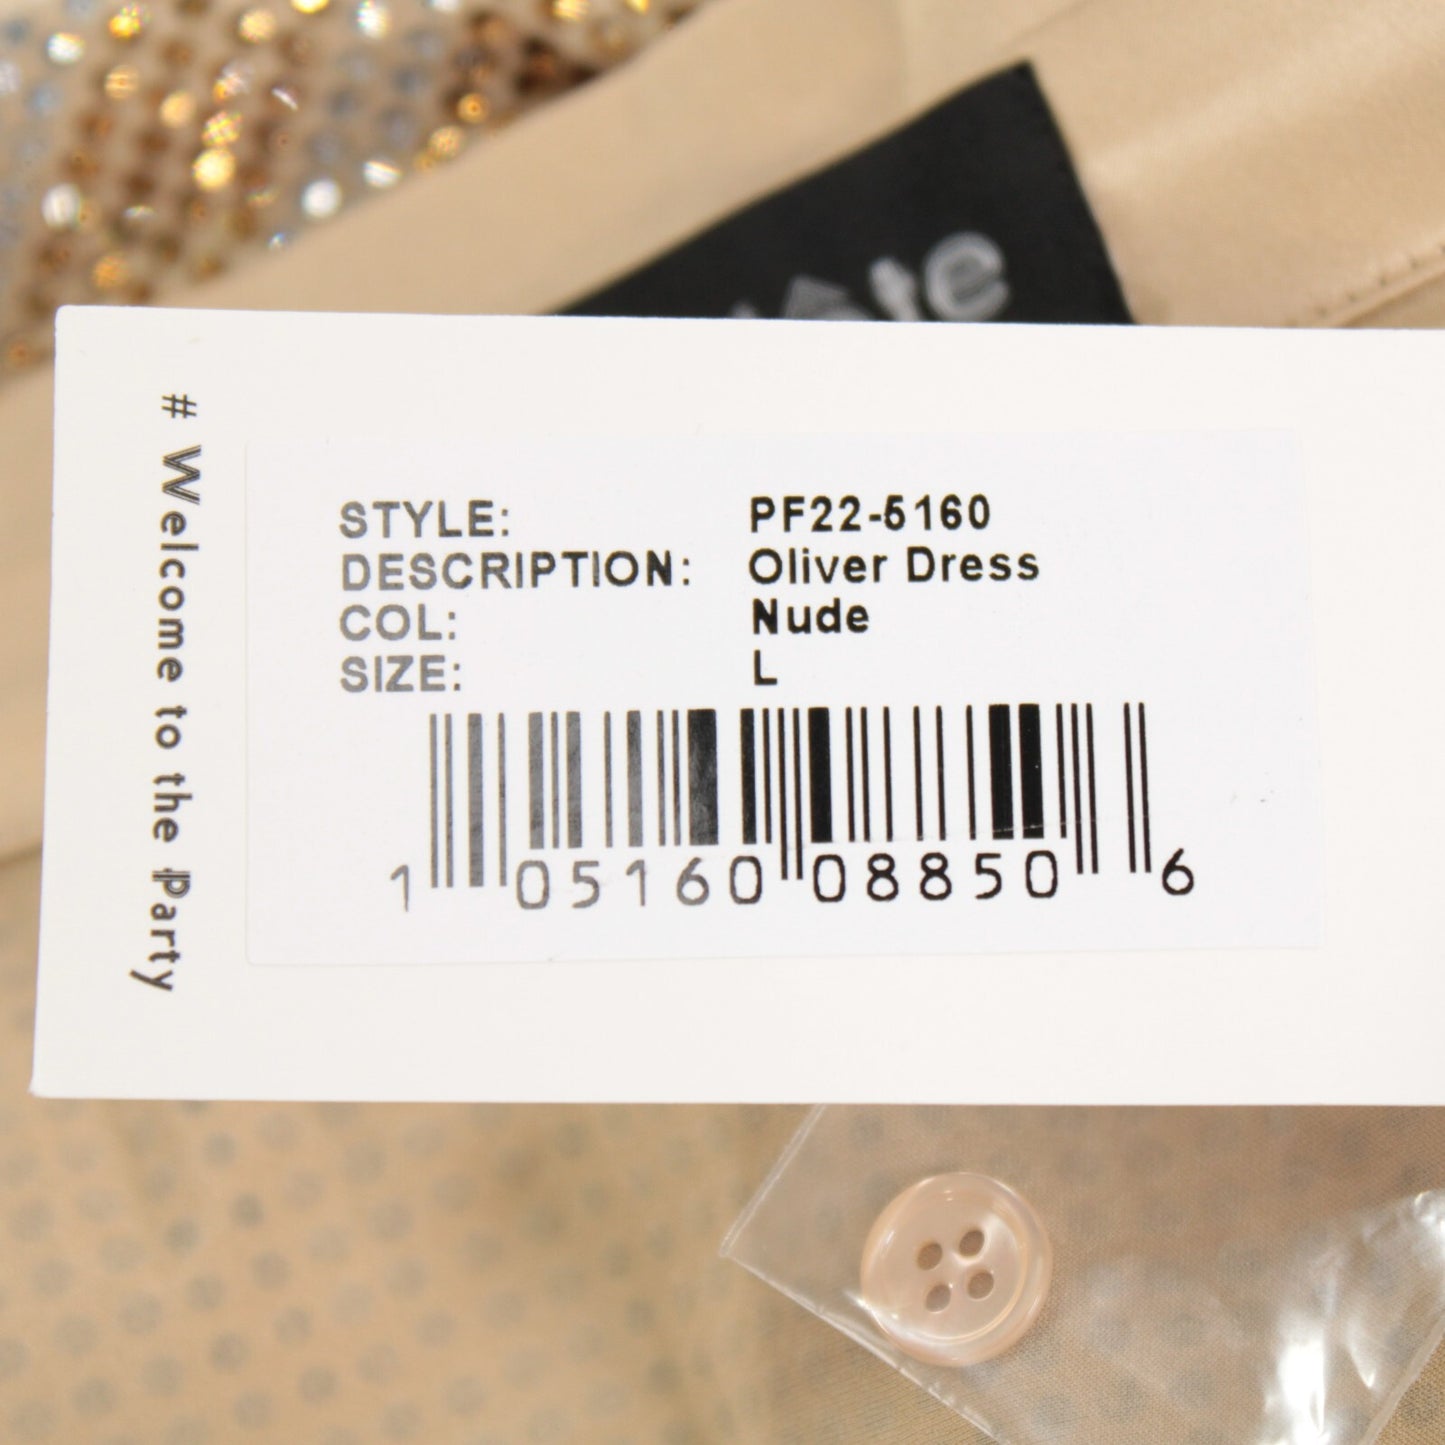 # Welcome to the Party
STYLE: PF22-5160
DESCRIPTION: Oliver Dress
COL: Nude
SIZE: L
1 05160 08850 6